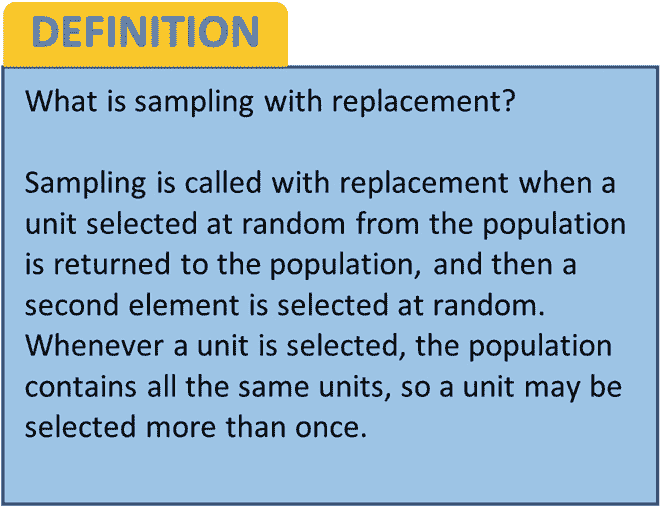 DEFINITION
What is sampling with replacement?
Sampling is called with replacement when a
unit selected at random from the population
is returned to the population, and then a
second element is selected at random.
Whenever a unit is selected, the population
contains all the same units, so a unit may be
selected more than once.